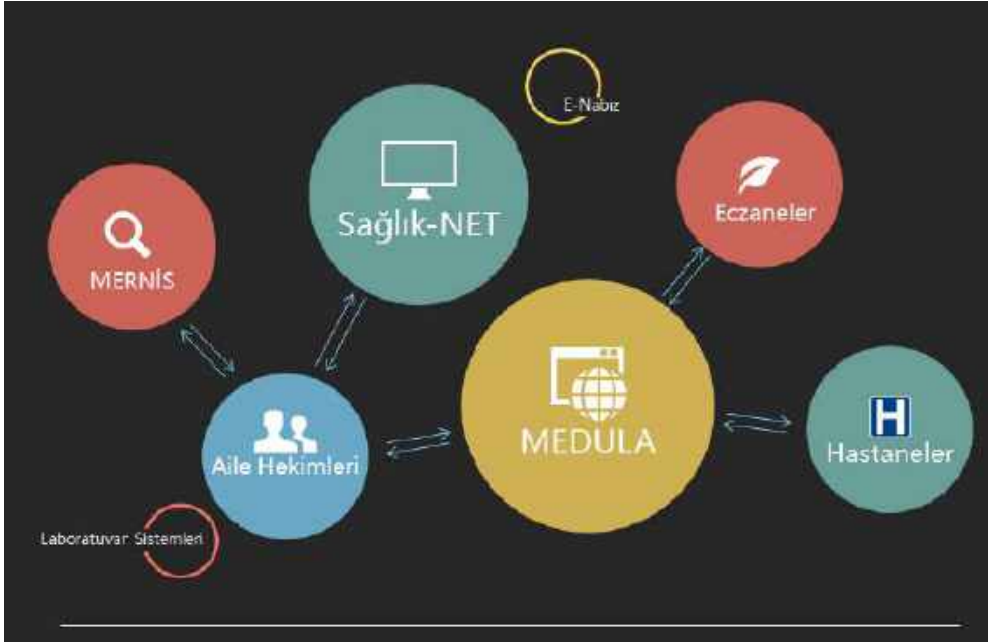 E-Nabız
Sağlık-NET
Eczaneler
MERNİS
MEDULA
Hastaneler
Aile Hekimleri
Laboratuvar Sistemleri
H